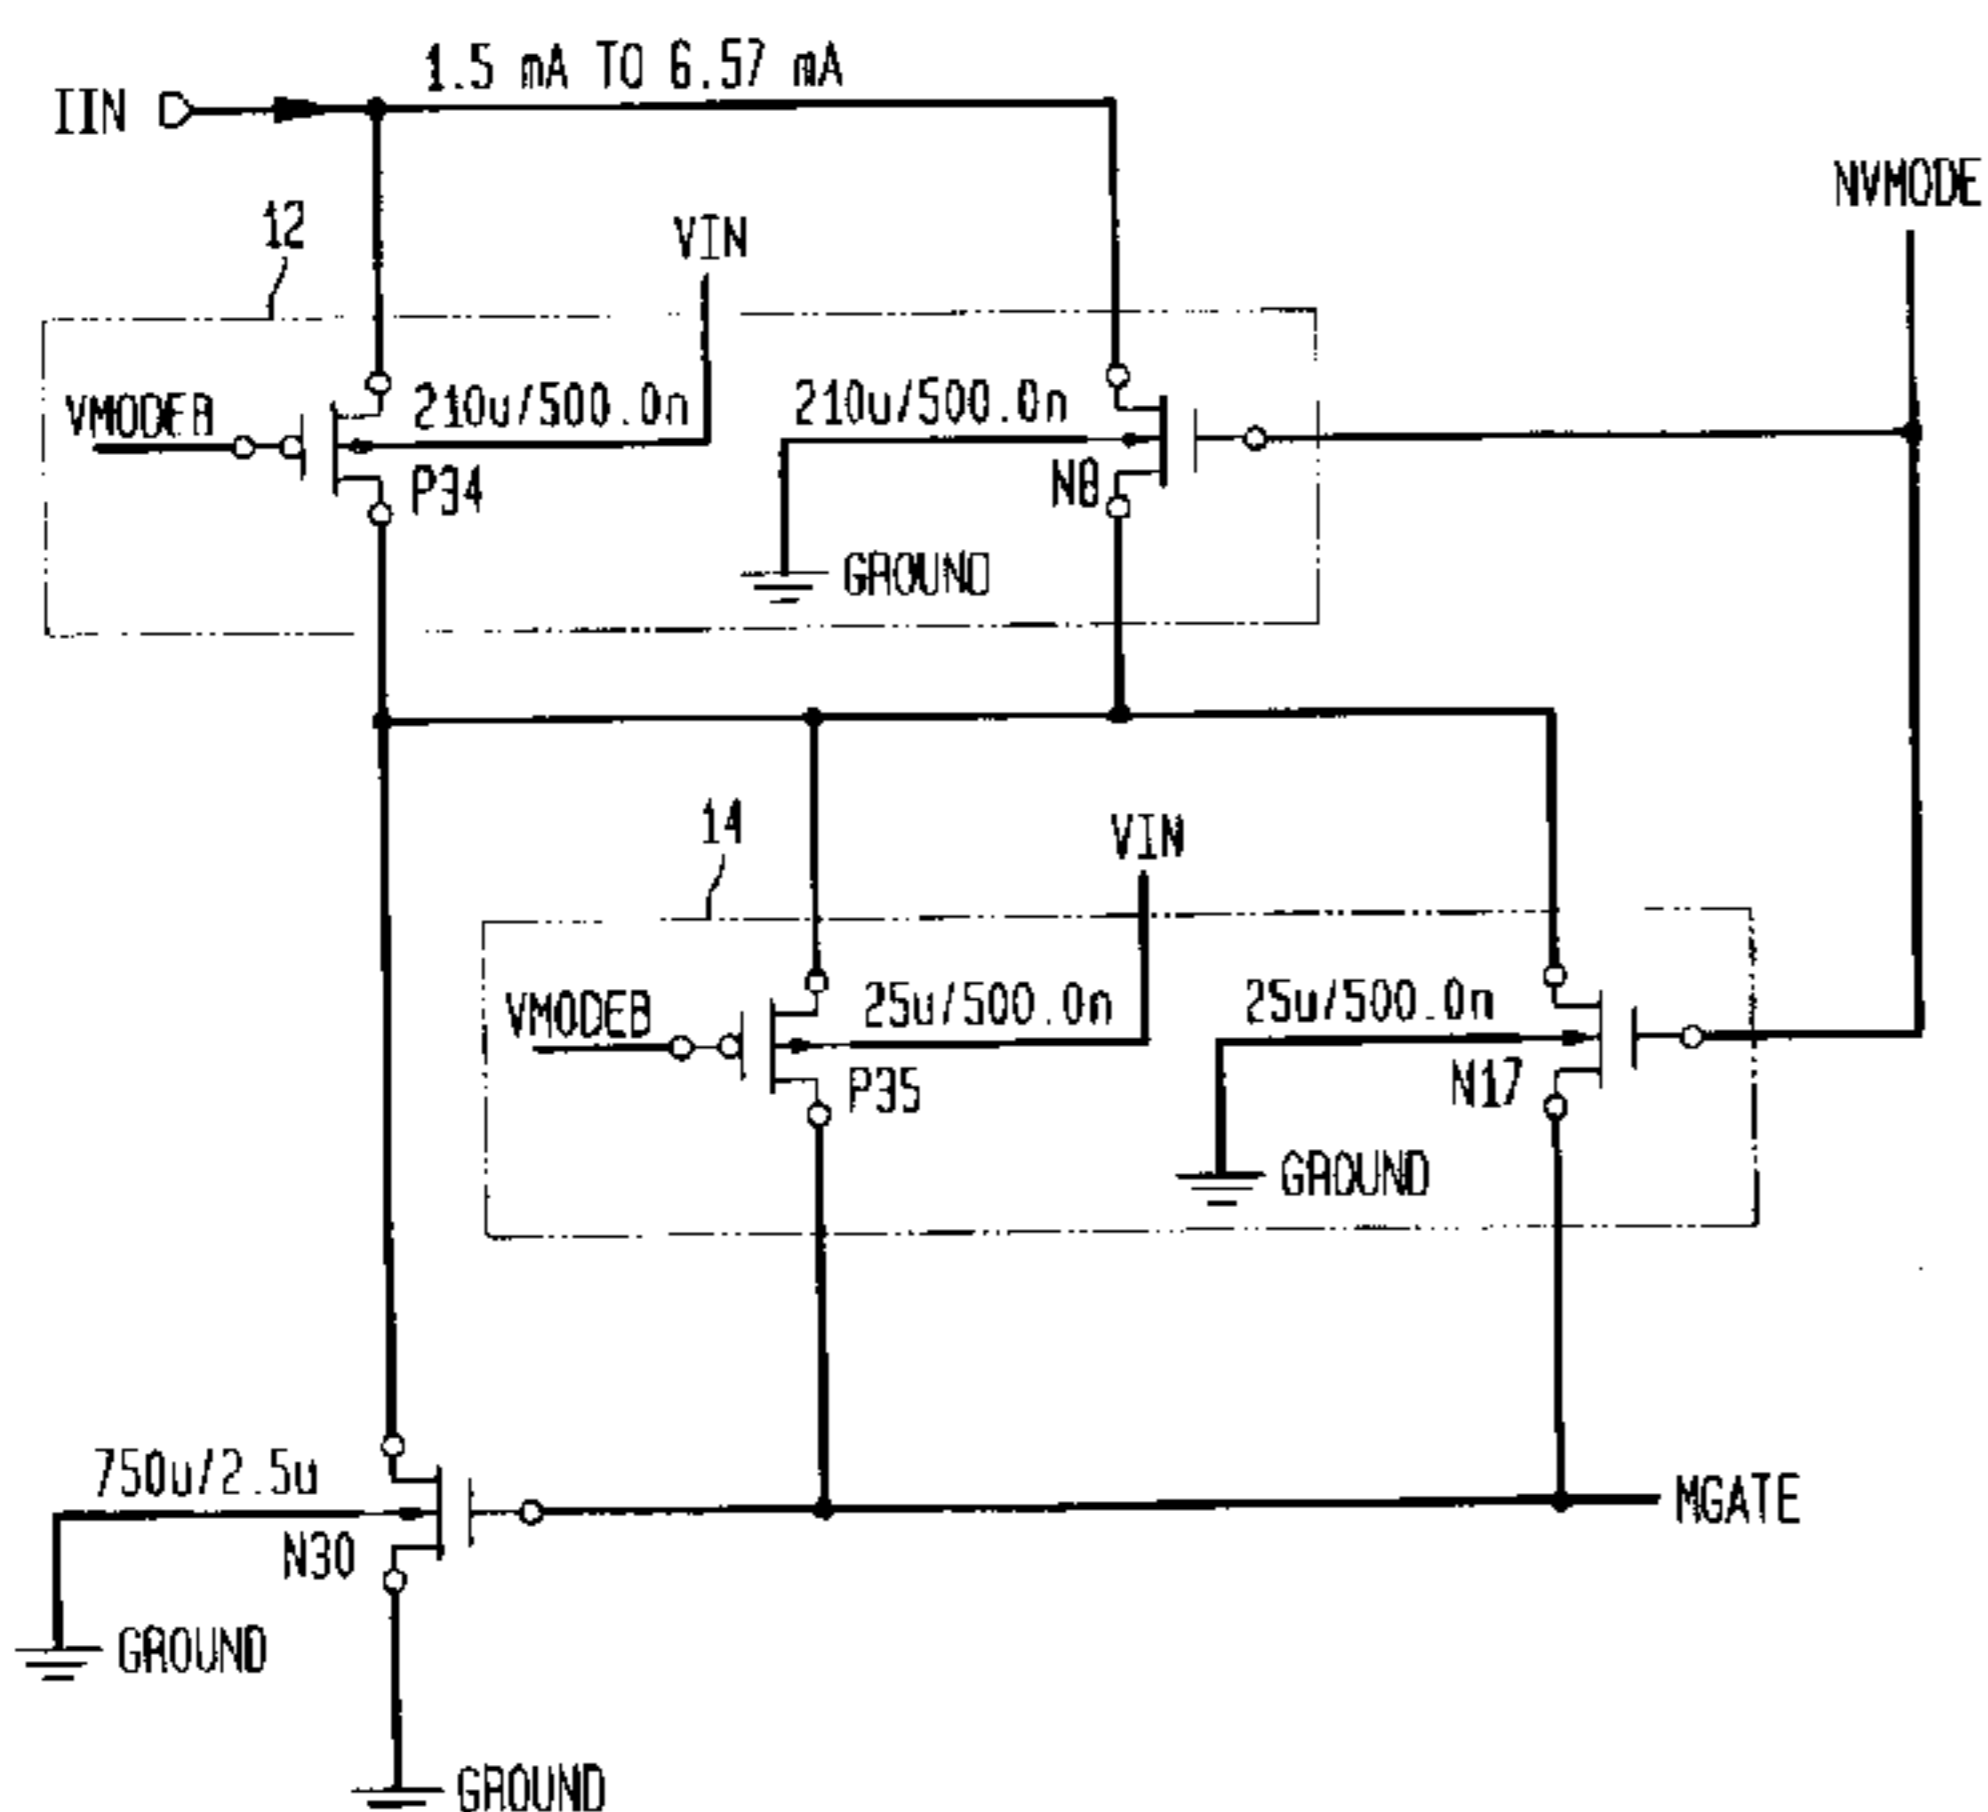 1.5 mA TO 6.57 mA
IIN
NVMODE
12
VIN
VMODEB
210u/500.0n
210u/500.0n
P34
N8
GROUND
14
VIN
VMODEB
25u/500.0n
25u/500.0n
P35
N17
GROUND
750u/2.5u
MGATE
N30
GROUND
GROUND